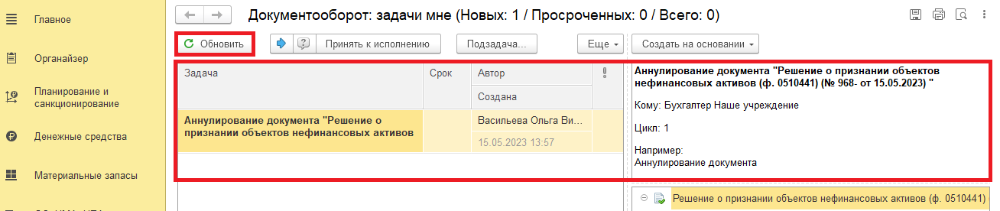 Главное
Органайзер
Планирование и
санкционирование
Денежные средства
Материальные запасы
Документооборот: задачи мне (Новых: 1 / Просроченных: 0 / Всего: 0)
Обновить
Принять к исполнению
Подзадача...
Еще
Создать на основании
Задача
Срок
Автор
Создана
Аннулирование документа "Решение о
признании объектов нефинансовых активов
Васильева Ольга Ви...
15.05.2023 13:57
Аннулирование документа "Решение о признании объектов
нефинансовых активов (ф. 0510441) (№ 968- от 15.05.2023) "
Кому: Бухгалтер Наше учреждение
Цикл: 1
Например:
Аннулирование документа
Решение о признании объектов нефинансовых активов (ф. 0510441)